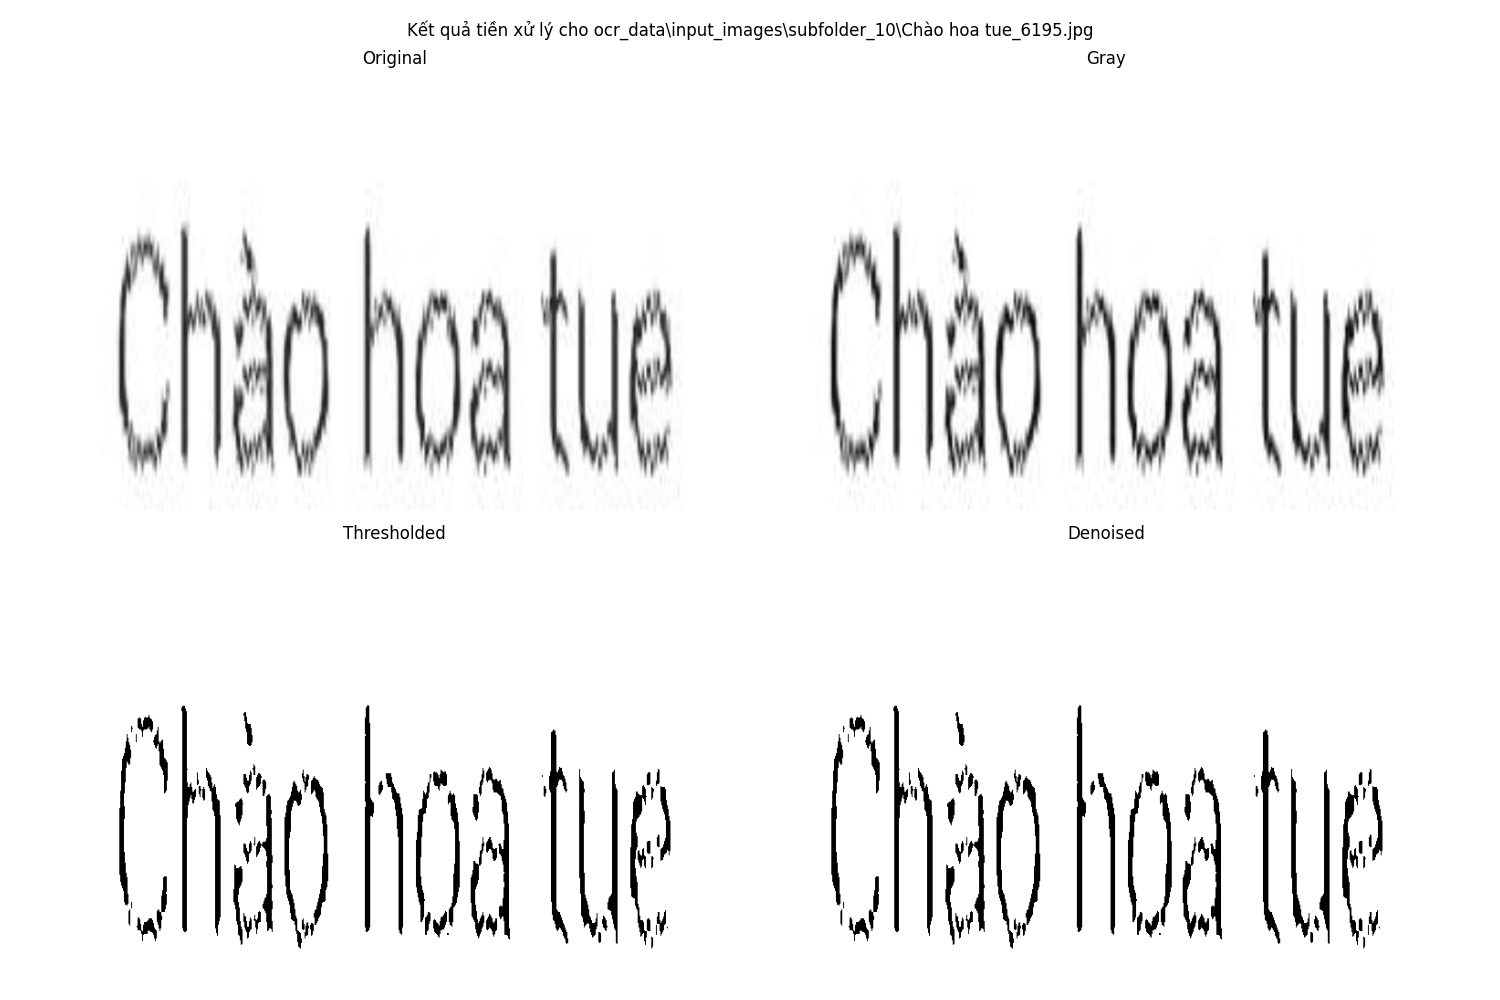 Kết quả tiền xử lý cho ocr_data\input_images\subfolder_10\Chào hoa tue_6195.jpg
Original
Gray
Chào hoa tue
Chào hoa tue
Thresholded
Denoised
Chào hoa tue
Chào hoa tue